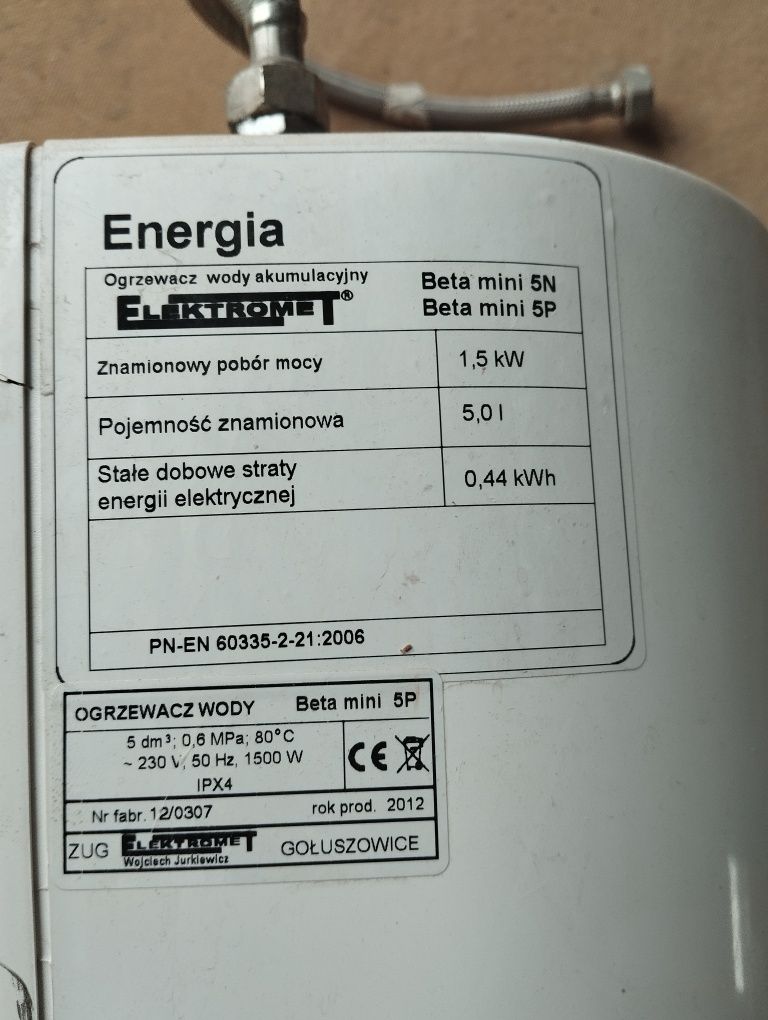 Energia
Ogrzewacz wody akumulacyjny
ELEKTROMET®
Beta mini 5N
Beta mini 5P
Znamionowy pobór mocy 1,5 kW
Pojemność znamionowa 5,0 l
Stałe dobowe straty
energii elektrycznej 0,44 kWh
PN-EN 60335-2-21:2006
OGRZEWACZ WODY Beta mini 5P
5 dm³; 0,6 MPa; 80°C
~ 230 V, 50 Hz, 1500 W
IPX4
CE
Nr fabr. 12/0307 rok prod. 2012
ZUG ELEKTROMET GOŁUSZOWICE
Wojciech Jurkiewicz